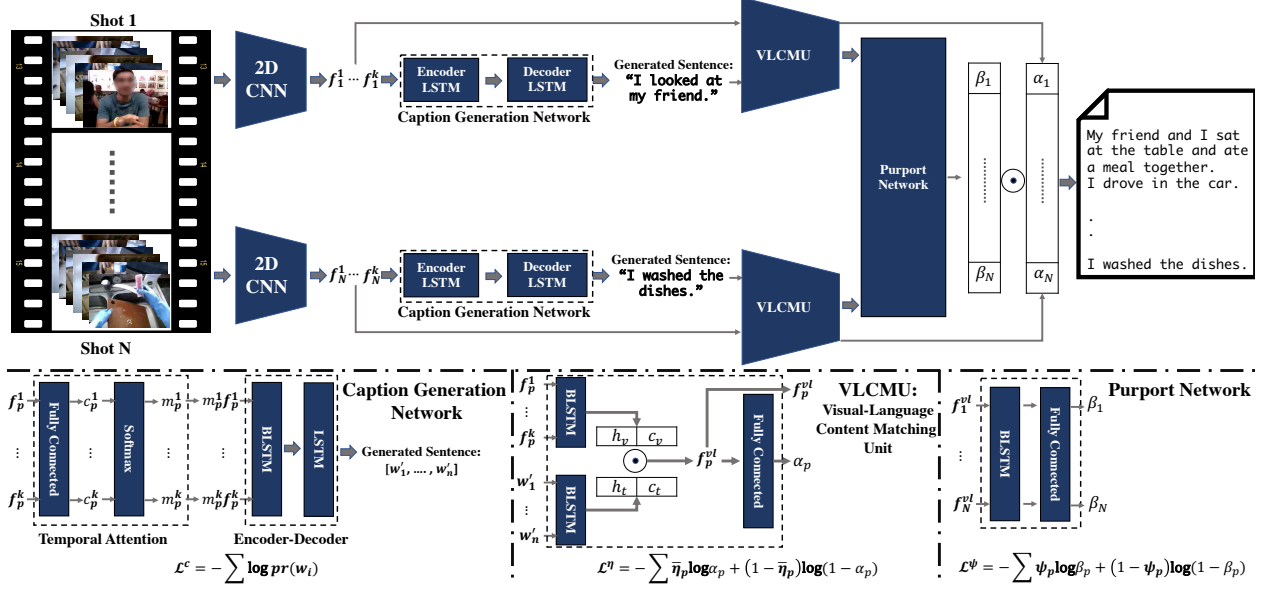 Shot 1
2D
CNN
f_1^1 ··· f_1^k
Encoder
LSTM
Decoder
LSTM
Caption Generation Network
Generated Sentence:
“I looked at
my friend.”
VLCMU
Purport
Network
β_1
α_1
β_N
α_N
My friend and I sat
at the table and ate
a meal together.
I drove in the car.
.
.
I washed the dishes.
2D
CNN
f_N^1 ··· f_N^k
Encoder
LSTM
Decoder
LSTM
Caption Generation Network
Generated Sentence:
“I washed the
dishes.”
VLCMU
Shot N
13
13
14
14
15
15
Caption Generation
Network
f_p^1
⋮
f_p^k
Fully Connected
c_p^1
⋮
c_p^k
Softmax
m_p^1
⋮
m_p^k
m_p^1 f_p^1
⋮
m_p^k f_p^k
BLSTM
LSTM
Generated Sentence:
[w′_1, …. , w′_n]
Temporal Attention
Encoder-Decoder
ℒ^c = −∑ log pr(w_i)
VLCMU:
Visual-Language
Content Matching
Unit
f_p^1
⋮
f_p^k
BLSTM
h_v c_v
⊙
h_t c_t
w′_1
⋮
w′_n
BLSTM
f_p^vl
f_p^vl
Fully Connected
α_p
ℒ^η = −∑ η̅_p logα_p + (1 − η̅_p)log(1 − α_p)
Purport Network
f_1^vl
⋮
f_N^vl
BLSTM
Fully Connected
β_1
⋮
β_N
ℒ^ψ = −∑ ψ_p logβ_p + (1 − ψ_p)log(1 − β_p)